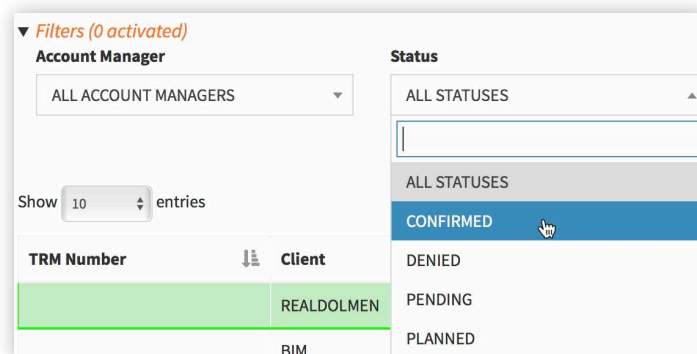 Filters (0 activated)
Account Manager
Status
ALL ACCOUNT MANAGERS
ALL STATUSES
ALL STATUSES
Show 10 entries
CONFIRMED
TRM Number
Client
DENIED
REALDOLMEN
PENDING
PLANNED
BIM